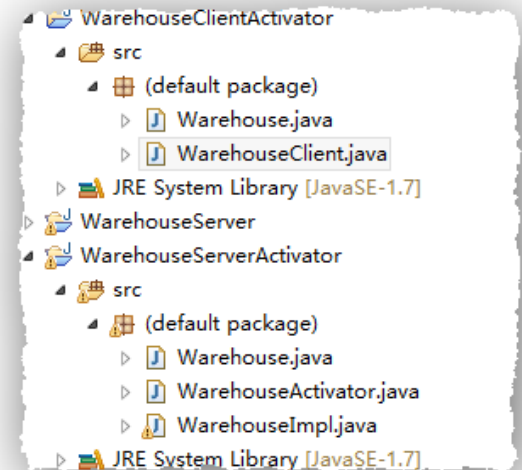 WarehouseClientActivator
src
(default package)
Warehouse.java
WarehouseClient.java
JRE System Library [JavaSE-1.7]
WarehouseServer
WarehouseServerActivator
src
(default package)
Warehouse.java
WarehouseActivator.java
WarehouseImpl.java
JRE System Library [JavaSE-1.7]